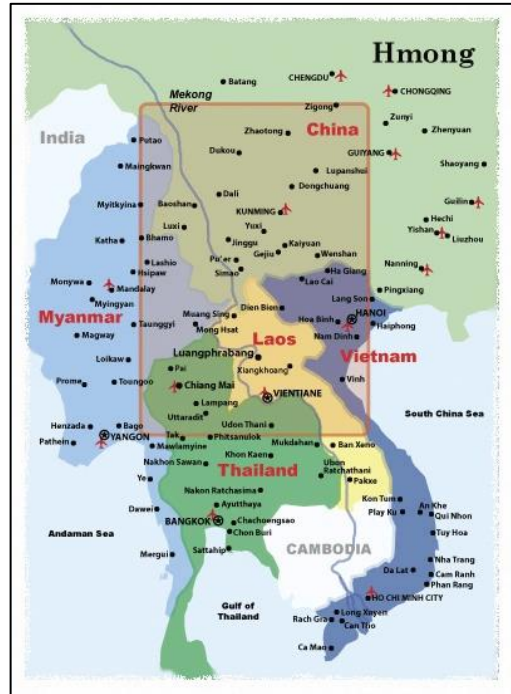 Hmong
Batang
CHENGDU
Mekong
River
CHONGQING
Zigong
India
China
Zunyi
Zhenyuan
Putao
Zhaotong
Dukou
GUIYANG
Shaoyang
Maingkwan
Lupanshui
Dongchuang
Dali
Myitkyina
Baoshan
KUNMING
Guilin
Hechi
Yishan
Liuzhou
Luxi
Yuxi
Katha
Bhamo
Jinggu
Kaiyuan
Gejiu
Wenshan
Lashio
Pu'er
Nanning
Hsipaw
Simao
Ha Giang
Lao Cai
Monywa
Mandalay
Pingxiang
Myingyan
Lang Son
Dien Bien
Muang Sing
HANOI
Hoa Binh
Myanmar
Taunggyi
Mong Hsat
Laos
Haiphong
Magway
Nam Dinh
Luangphrabang
Vietnam
Loikaw
Pai
Xiangkhoang
Prome
Toungoo
Chiang Mai
Vinh
VIENTIANE
Lampang
South China Sea
Uttaradit
Henzada
Bago
Udon Thani
Pathein
YANGON
Tak
Phitsanulok
Mukdahan
Ban Xeno
Mawlamyine
Khon Kaen
Nakhon Sawan
Thailand
Ubon
Ratchathani
Ye
Pakxe
Nakon Ratchasima
Kon Tum
Dawei
Ayutthaya
Play Ku
An Khe
Qui Nhon
BANGKOK
Chachoengsao
Chon Buri
Tuy Hoa
Andaman Sea
Sattahip
CAMBODIA
Mergui
Nha Trang
Da Lat
Cam Ranh
Phan Rang
HO CHI MINH CITY
Gulf of
Thailand
Long Xuyen
Rach Gra
Can Tho
Ca Mao